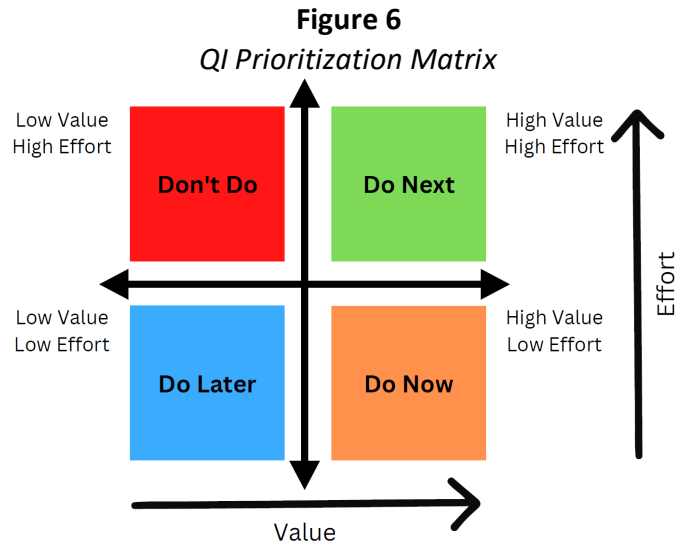 Figure 6
QI Prioritization Matrix
Low Value
High Effort
Don't Do
Do Next
High Value
High Effort
Effort
Low Value
Low Effort
Do Later
Do Now
High Value
Low Effort
Value